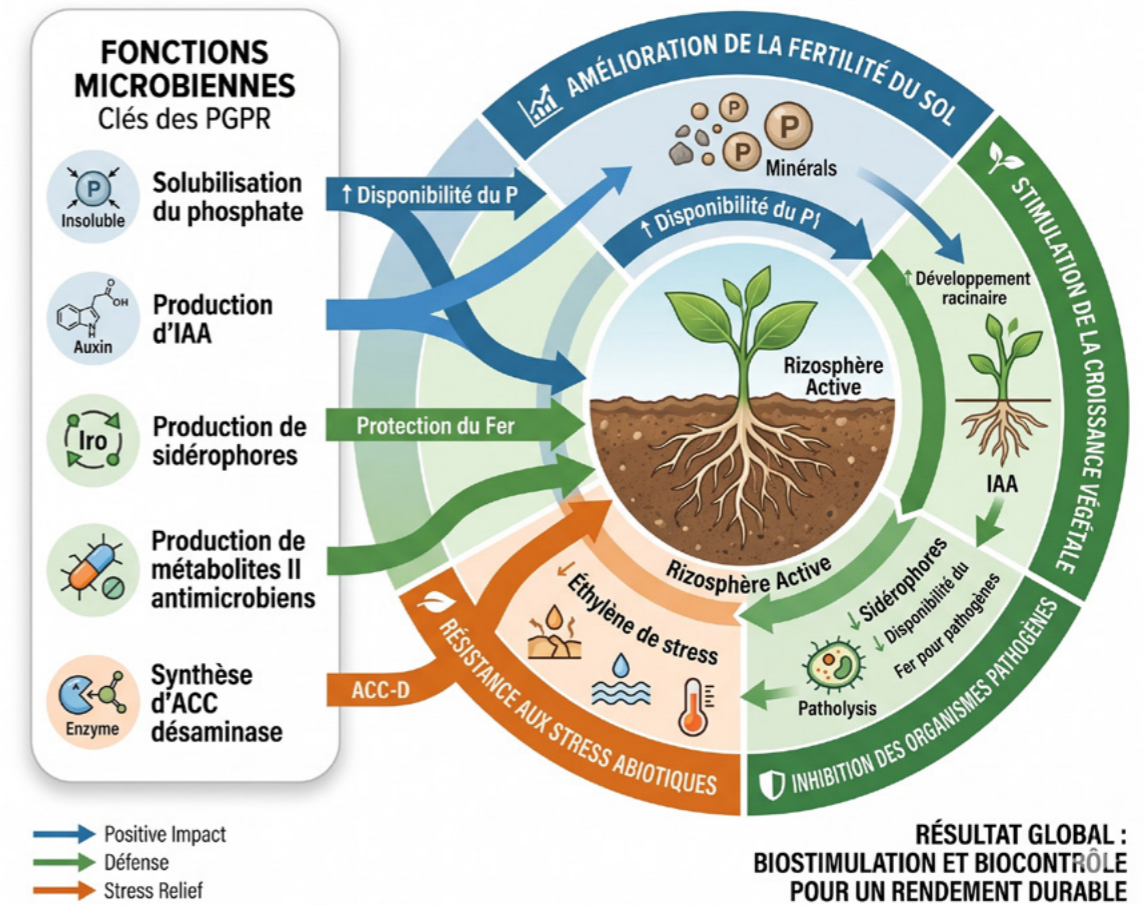 FONCTIONS
MICROBIENNES
Clés des PGPR
P
Insoluble
Solubilisation
du phosphate
OH
O
N
H
Auxin
Production
d'IAA
Iro
Production de
sidérophores
Production de
métabolites II
antimicrobiens
A
Enzyme
Synthèse
d'ACC
désaminase
↑ Disponibilité du P
Protection du Fer
ACC-D
AMÉLIORATION DE LA FERTILITÉ DU SOL
P
P
P
Minérals
↑ Disponibilité du P
STIMULATION DE LA CROISSANCE VÉGÉTALE
↑ Développement
racinaire
IAA
Rizosphère
Active
Rizosphère Active
INHIBITION DES ORGANISMES PATHOGÈNES
↓ Sidérophores
↓ Disponibilité du
Fer pour pathogènes
Patholysis
RÉSISTANCE AUX STRESS ABIOTIQUES
↓ Éthylène de stress
Positive Impact
Défense
Stress Relief
RÉSULTAT GLOBAL :
BIOSTIMULATION ET BIOCONTRÔLE
POUR UN RENDEMENT DURABLE